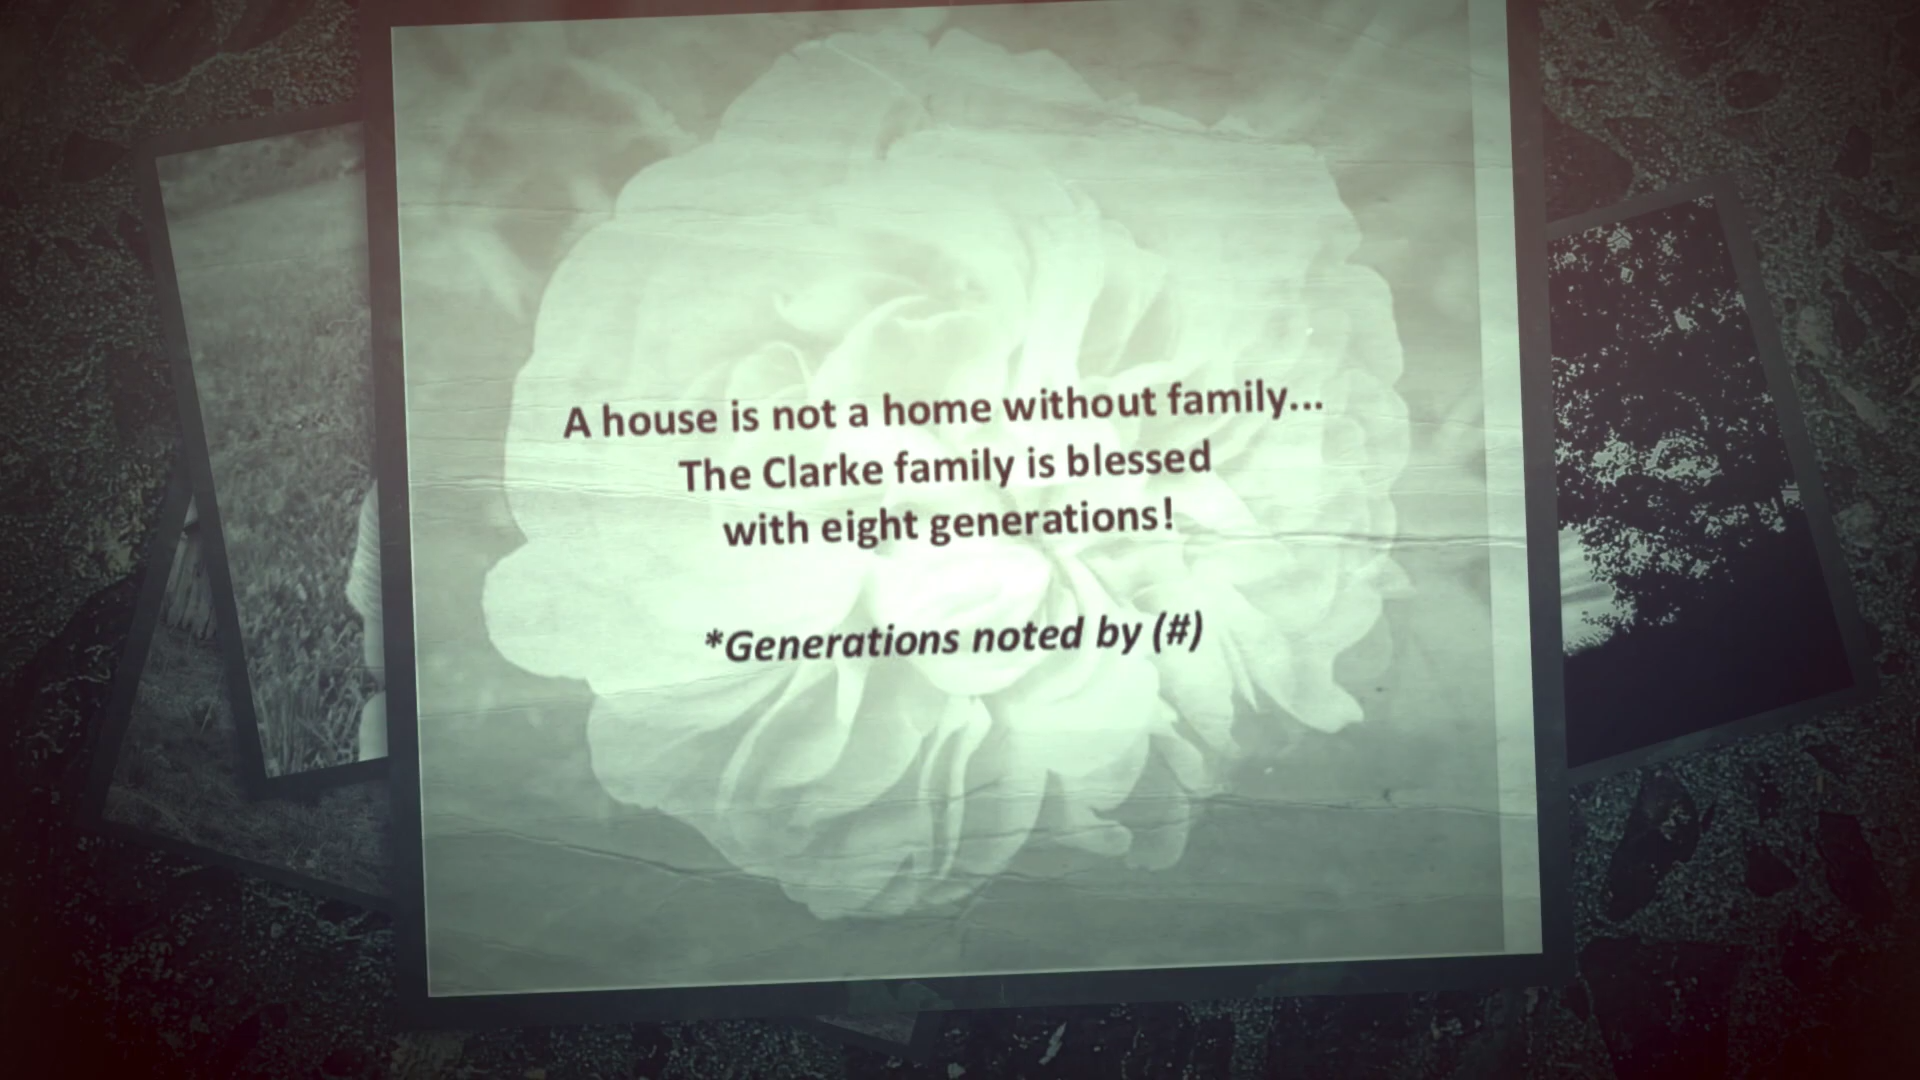 A house is not a home without family...
The Clarke family is blessed
with eight generations!
*Generations noted by (#)